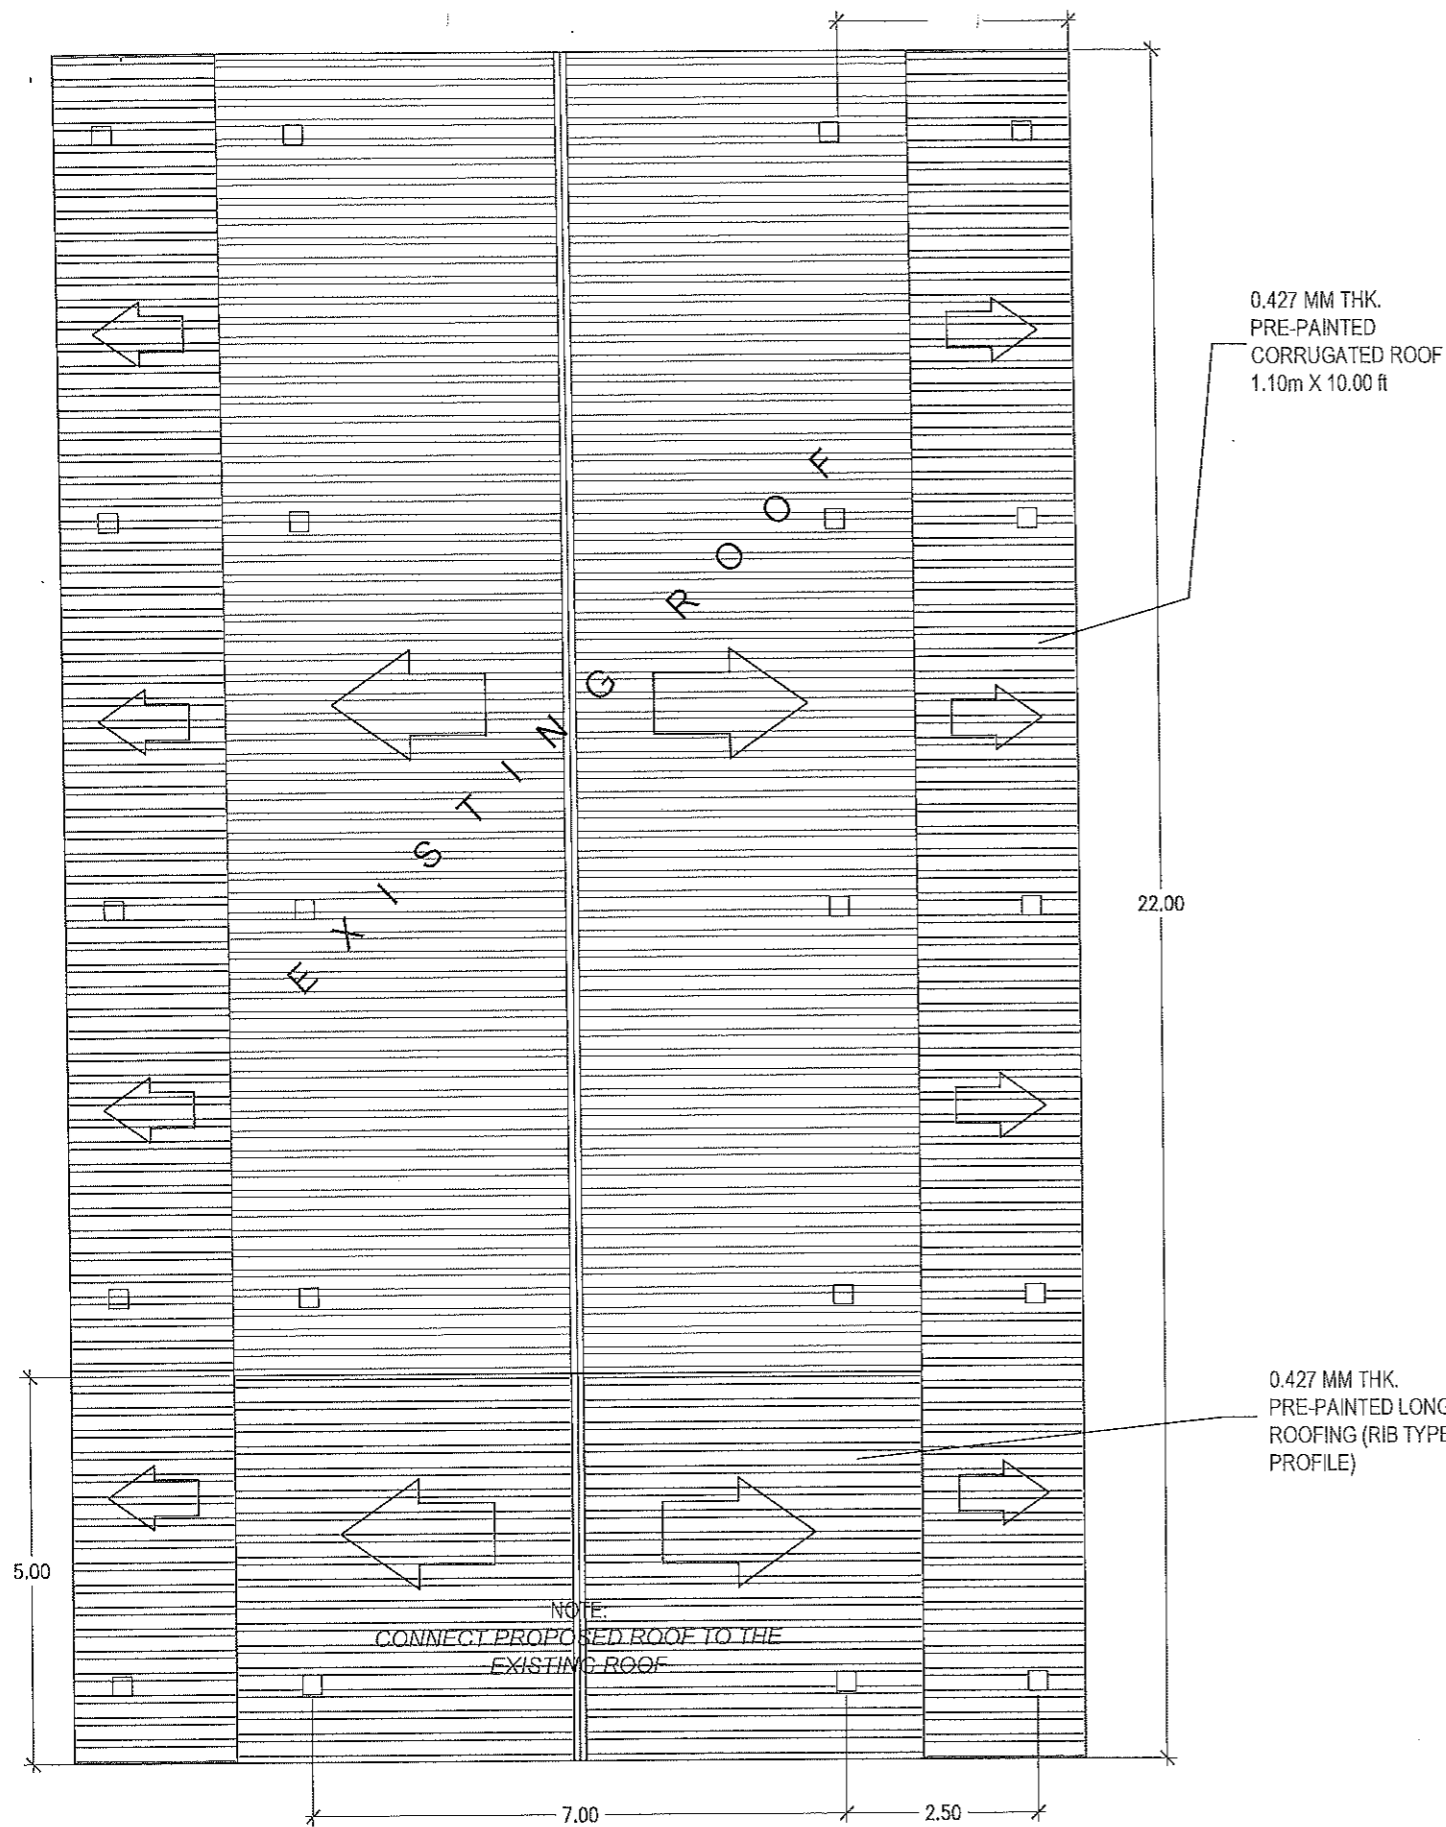 0.427 MM THK.
PRE-PAINTED
CORRUGATED ROOF
1.10m X 10.00 ft
EXISTING ROOF
22.00
0.427 MM THK.
PRE-PAINTED LONG
ROOFING (RIB TYPE
PROFILE)
5.00
NOTE:
CONNECT PROPOSED ROOF TO THE
EXISTING ROOF
7.00
2.50